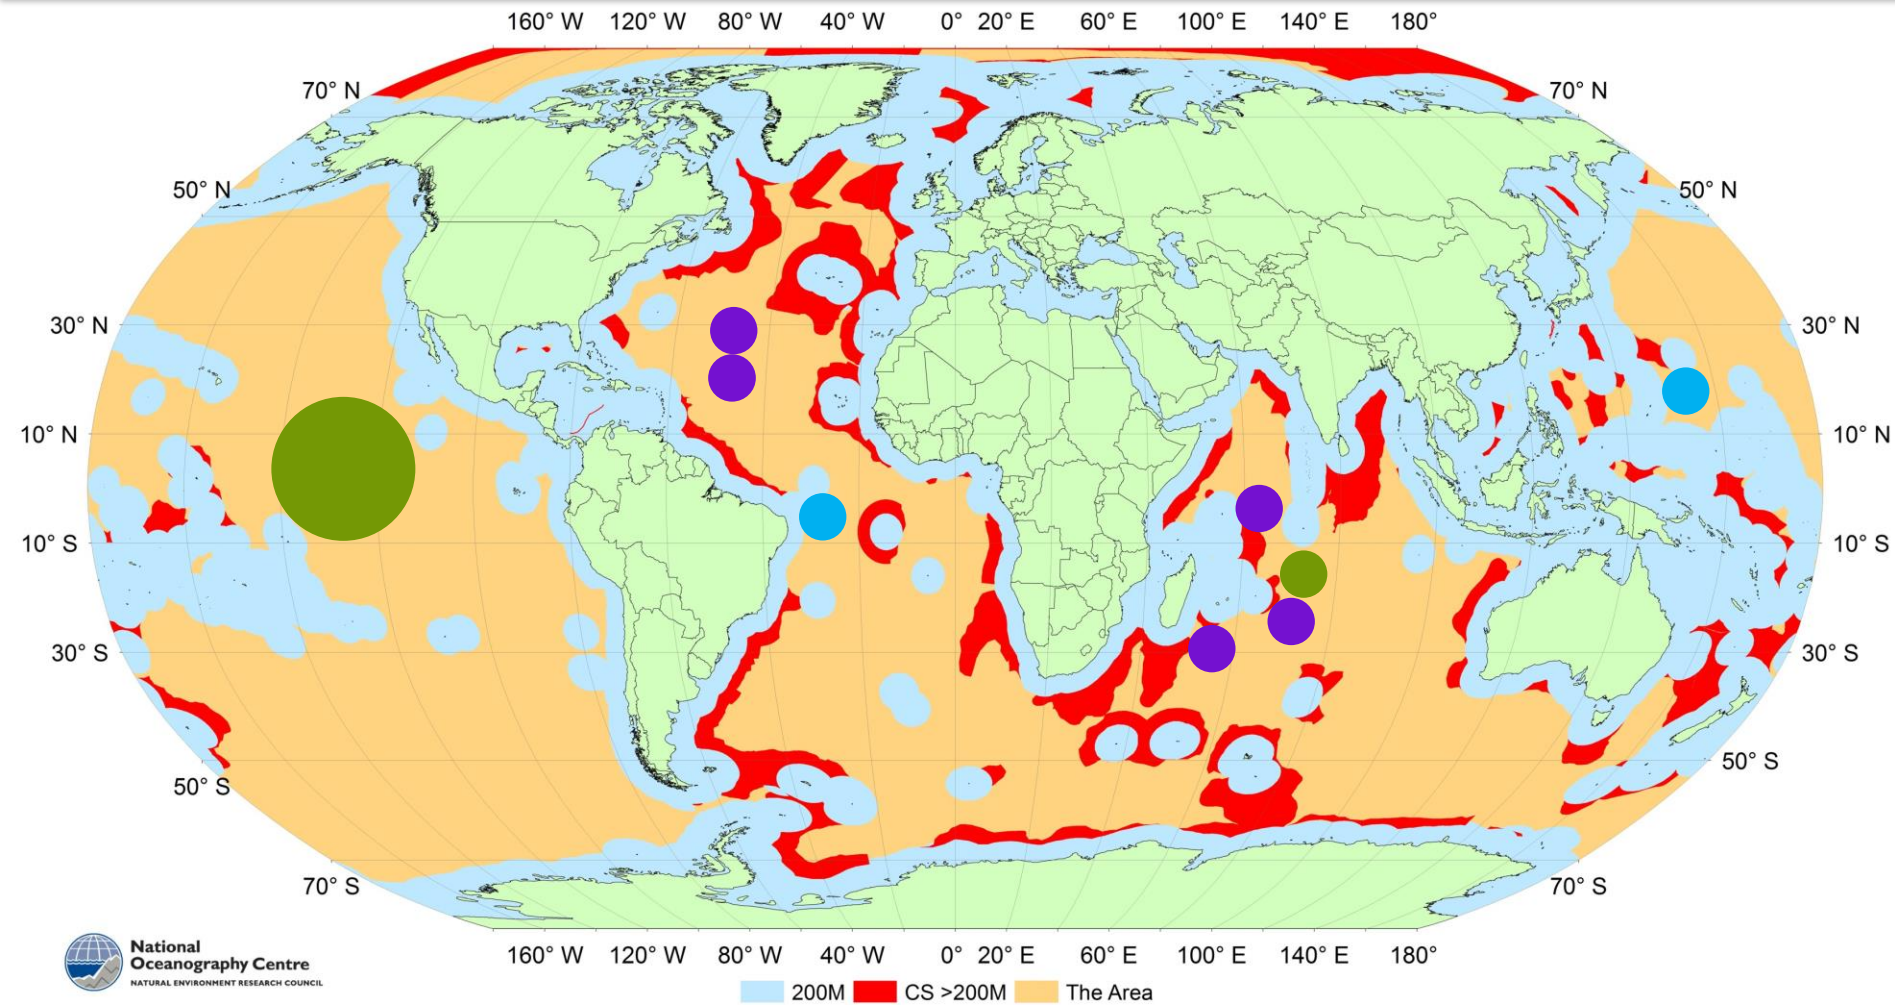 160° W 120° W 80° W 40° W 0° 20° E 60° E 100° E 140° E 180°
70° N 70° N
50° N 50° N
30° N 30° N
10° N 10° N
10° S 10° S
30° S 30° S
50° S 50° S
70° S 70° S
160° W 120° W 80° W 40° W 0° 20° E 60° E 100° E 140° E 180°
National
Oceanography Centre
NATURAL ENVIRONMENT RESEARCH COUNCIL
200M CS >200M The Area